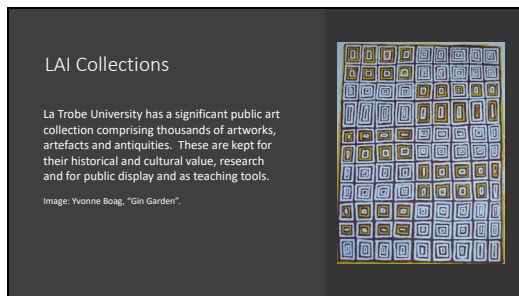 LAI Collections
La Trobe University has a significant public art
collection comprising thousands of artworks,
artefacts and antiquities.  These are kept for
their historical and cultural value, research
and for public display and as teaching tools.
Image: Yvonne Boag, "Gin Garden".